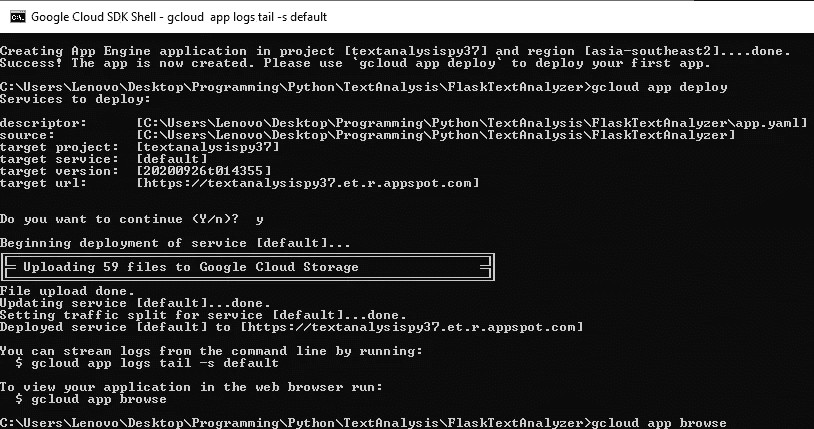 Google Cloud SDK Shell - gcloud  app logs tail -s default
Creating App Engine application in project [textanalysispy37] and region [asia-southeast2]....done.
Success! The app is now created. Please use `gcloud app deploy` to deploy your first app.
C:\Users\Lenovo\Desktop\Programming\Python\TextAnalysis\FlaskTextAnalyzer>gcloud app deploy
Services to deploy:
descriptor:      [C:\Users\Lenovo\Desktop\Programming\Python\TextAnalysis\FlaskTextAnalyzer\app.yaml]
source:          [C:\Users\Lenovo\Desktop\Programming\Python\TextAnalysis\FlaskTextAnalyzer]
target project:  [textanalysispy37]
target service:  [default]
target version:  [20200926t014355]
target url:      [https://textanalysispy37.et.r.appspot.com]
Do you want to continue (Y/n)?  y
Beginning deployment of service [default]...
Uploading 59 files to Google Cloud Storage
File upload done.
Updating service [default]...done.
Setting traffic split for service [default]...done.
Deployed service [default] to [https://textanalysispy37.et.r.appspot.com]
You can stream logs from the command line by running:
  $ gcloud app logs tail -s default
To view your application in the web browser run:
  $ gcloud app browse
C:\Users\Lenovo\Desktop\Programming\Python\TextAnalysis\FlaskTextAnalyzer>gcloud app browse